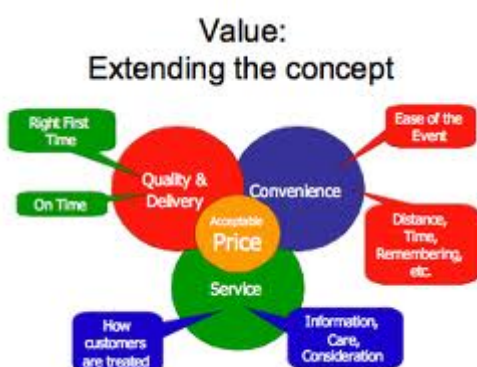 Value:
Extending the concept
Right First
Time
Ease of the
Event
Quality &
Delivery
Convenience
On Time
Acceptable
Price
Distance,
Time,
Remembering,
etc.
Service
How
customers
are treated
Information,
Care,
Consideration